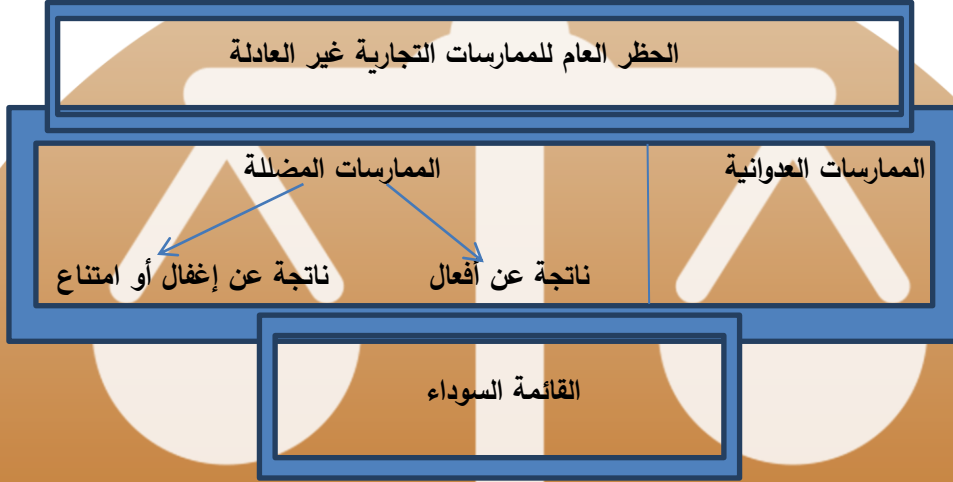 الحظر العام للممارسات التجارية غير العادلة
الممارسات العدوانية
الممارسات المضللة
ناتجة عن أفعال
ناتجة عن إغفال أو امتناع
القائمة السوداء